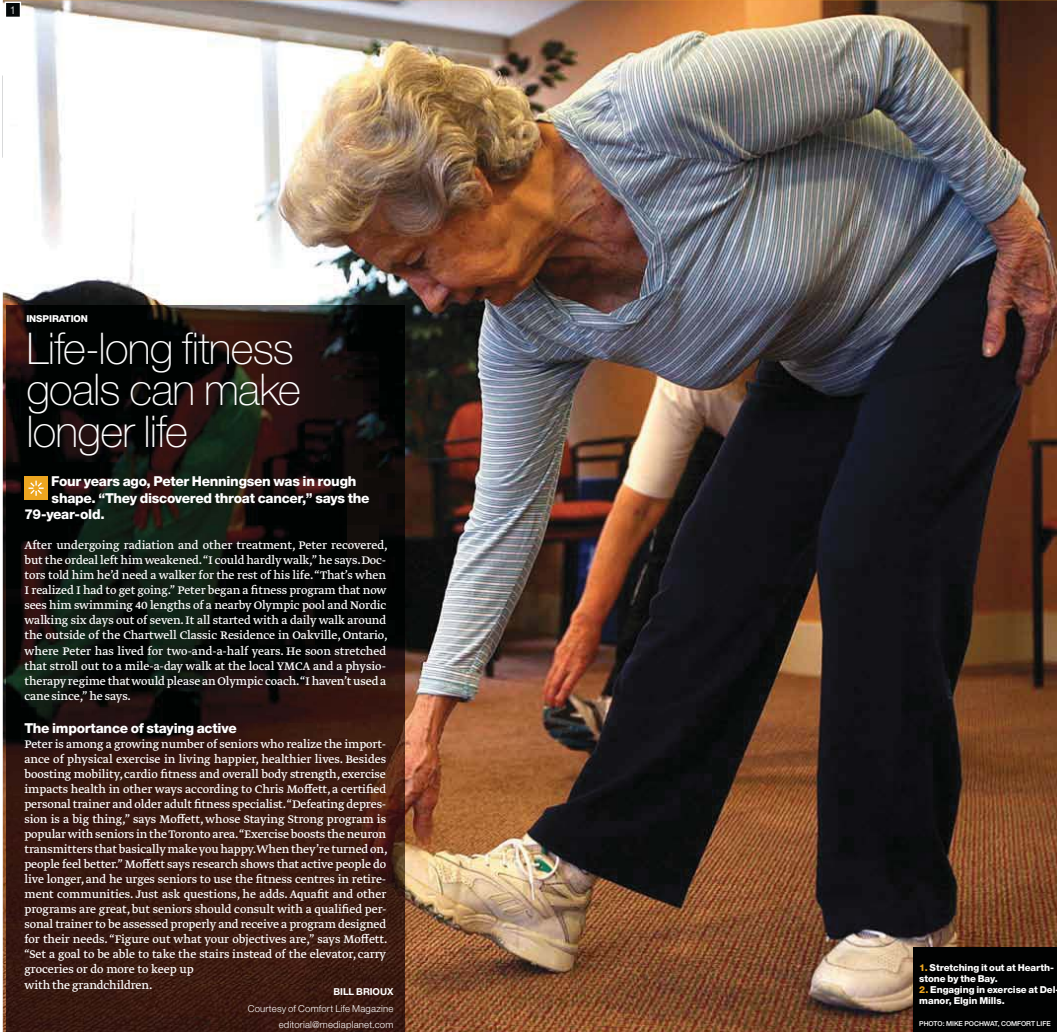 1
INSPIRATION
Life-long fitness
goals can make
longer life
Four years ago, Peter Henningsen was in rough
shape. “They discovered throat cancer,” says the
79-year-old.
After undergoing radiation and other treatment, Peter recovered,
but the ordeal left him weakened. “I could hardly walk,” he says. Doc-
tors told him he’d need a walker for the rest of his life. “That’s when
I realized I had to get going.” Peter began a fitness program that now
sees him swimming 40 lengths of a nearby Olympic pool and Nordic
walking six days out of seven. It all started with a daily walk around
the outside of the Chartwell Classic Residence in Oakville, Ontario,
where Peter has lived for two-and-a-half years. He soon stretched
that stroll out to a mile-a-day walk at the local YMCA and a physio-
therapy regime that would please an Olympic coach. “I haven’t used a
cane since,” he says.
The importance of staying active
Peter is among a growing number of seniors who realize the import-
ance of physical exercise in living happier, healthier lives. Besides
boosting mobility, cardio fitness and overall body strength, exercise
impacts health in other ways according to Chris Moffett, a certified
personal trainer and older adult fitness specialist. “Defeating depres-
sion is a big thing,” says Moffett, whose Staying Strong program is
popular with seniors in the Toronto area. “Exercise boosts the neuron
transmitters that basically make you happy. When they’re turned on,
people feel better.” Moffett says research shows that active people do
live longer, and he urges seniors to use the fitness centres in retire-
ment communities. Just ask questions, he adds. Aquafit and other
programs are great, but seniors should consult with a qualified per-
sonal trainer to be assessed properly and receive a program designed
for their needs. “Figure out what your objectives are,” says Moffett.
“Set a goal to be able to take the stairs instead of the elevator, carry
groceries or do more to keep up
with the grandchildren.
BILL BRIOUX
Courtesy of Comfort Life Magazine
editorial@mediaplanet.com
1. Stretching it out at Hearth-
stone by the Bay.
2. Engaging in exercise at Del-
manor, Elgin Mills.
PHOTO: MIKE POCHWAT, COMFORT LIFE